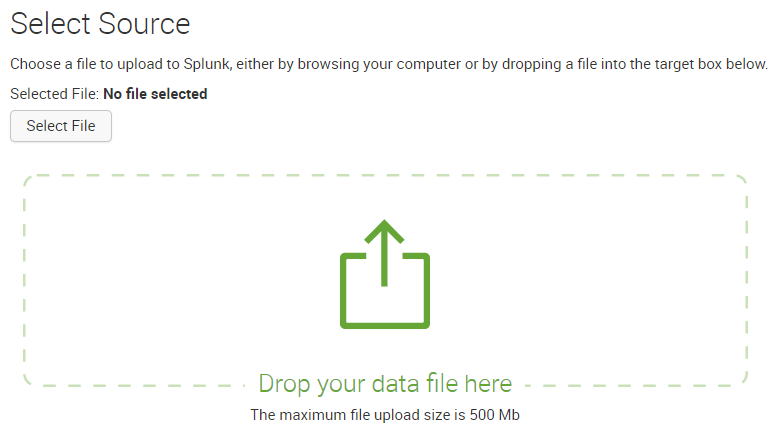 Select Source
Choose a file to upload to Splunk, either by browsing your computer or by dropping a file into the target box below.
Selected File: No file selected
Select File
Drop your data file here
The maximum file upload size is 500 Mb